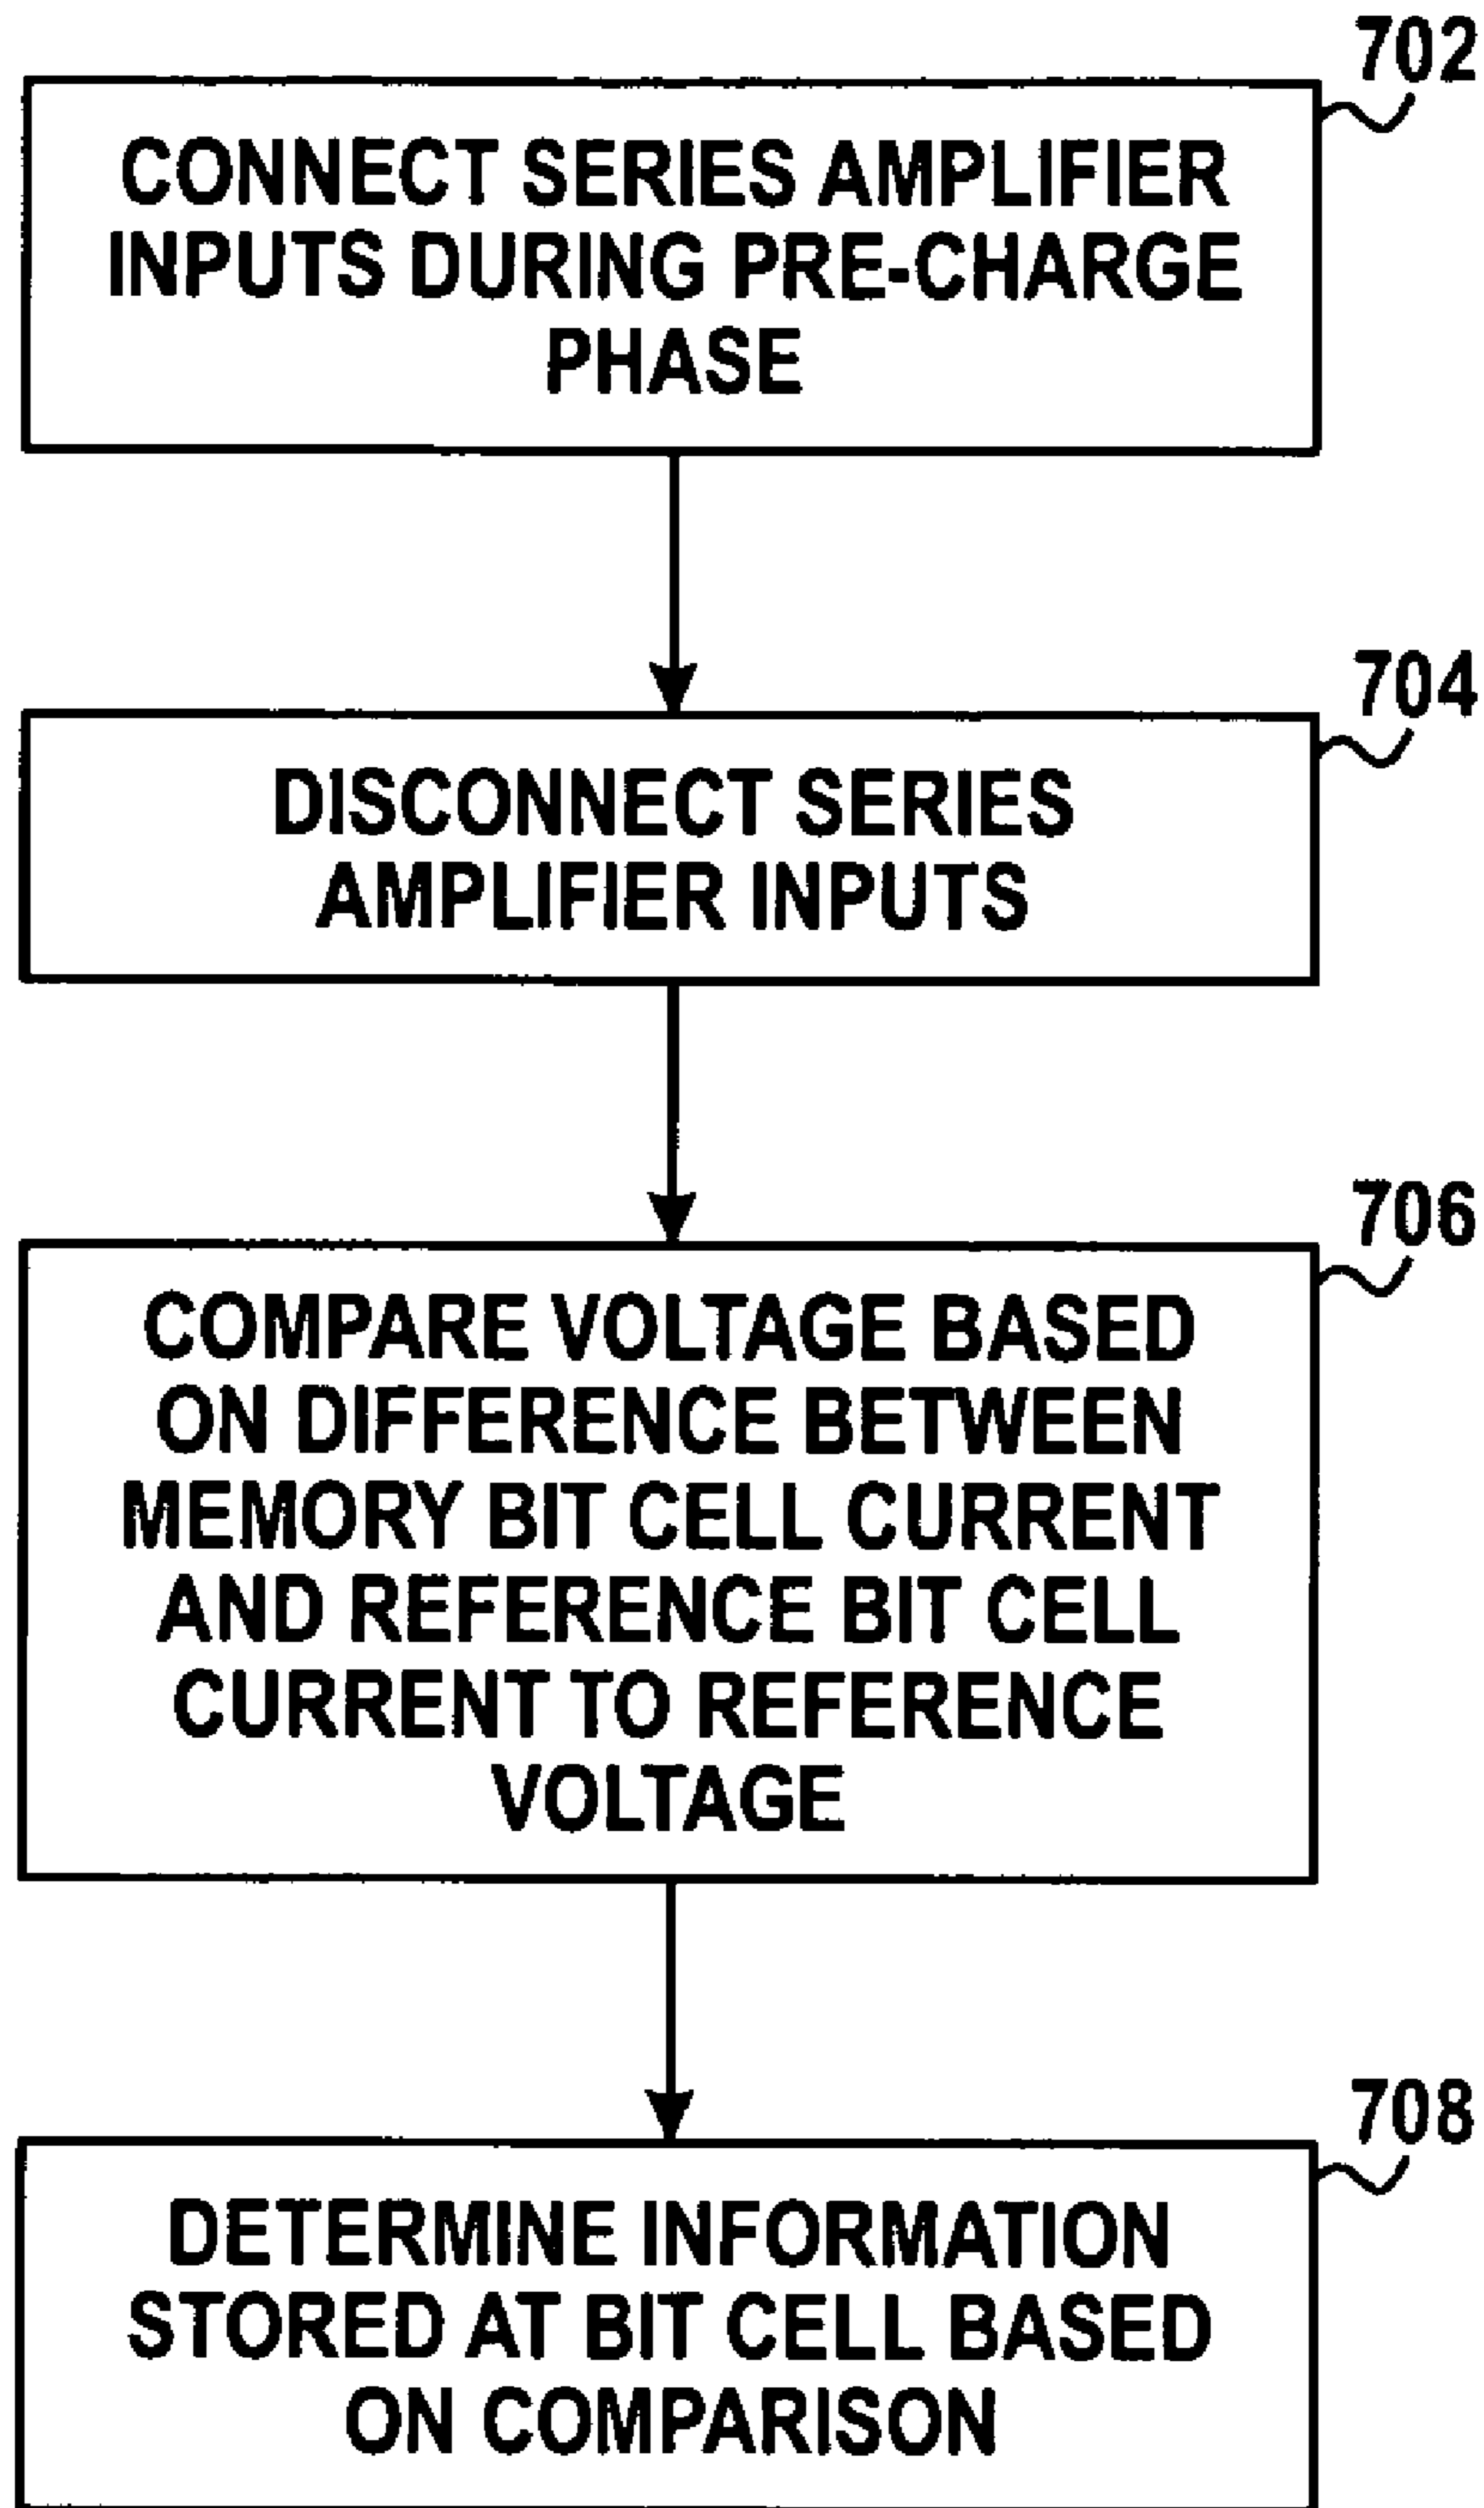 702
CONNECT SERIES AMPLIFIER
INPUTS DURING PRE-CHARGE
PHASE
704
DISCONNECT SERIES
AMPLIFIER INPUTS
706
COMPARE VOLTAGE BASED
ON DIFFERENCE BETWEEN
MEMORY BIT CELL CURRENT
AND REFERENCE BIT CELL
CURRENT TO REFERENCE
VOLTAGE
708
DETERMINE INFORMATION
STORED AT BIT CELL BASED
ON COMPARISON